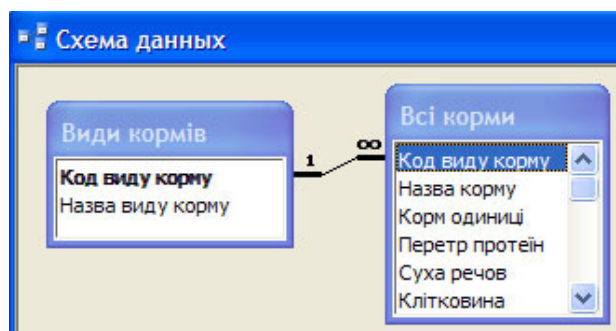 Схема данных
Види кормів
Код виду корму
Назва виду корму
1
∞
Всі корми
Код виду корму
Назва корму
Корм одиниці
Перетр протеїн
Суха речов
Клітковина